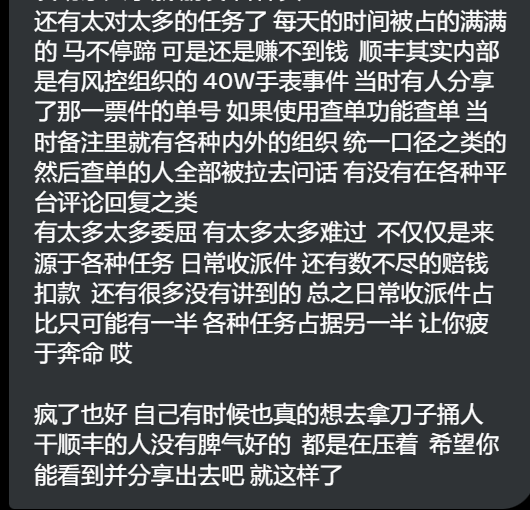 还有太对太多的任务了 每天的时间被占的满满
的 马不停蹄 可是还是赚不到钱 顺丰其实内部
是有风控组织的 40W手表事件 当时有人分享
了那一票件的单号 如果使用查单功能查单 当
时备注里就有各种内外的组织 统一口径之类的
然后查单的人全部被拉去问话 有没有在各种平
台评论回复之类
有太多太多委屈 有太多太多难过 不仅仅是来
源于各种任务 日常收派件 还有数不尽的赔钱
扣款 还有很多没有讲到的 总之日常收派件占
比只可能有一半 各种任务占据另一半 让你疲
于奔命 哎
疯了也好 自己有时候也真的想去拿刀子捅人
干顺丰的人没有脾气好的 都是在压着 希望你
能看到并分享出去吧 就这样了